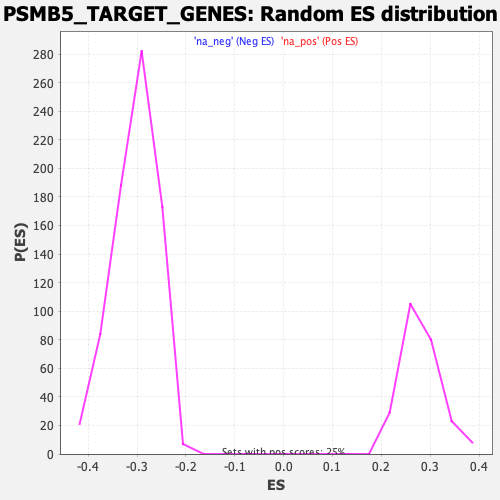 PSMB5_TARGET_GENES: Random ES distribution
'na_neg' (Neg ES) 'na_pos' (Pos ES)
280
260
240
220
200
180
160
140
120
100
80
60
40
20
0
P(ES)
Sets with pos scores: 25%
-0.4 -0.3 -0.2 -0.1 0.0 0.1 0.2 0.3 0.4
ES